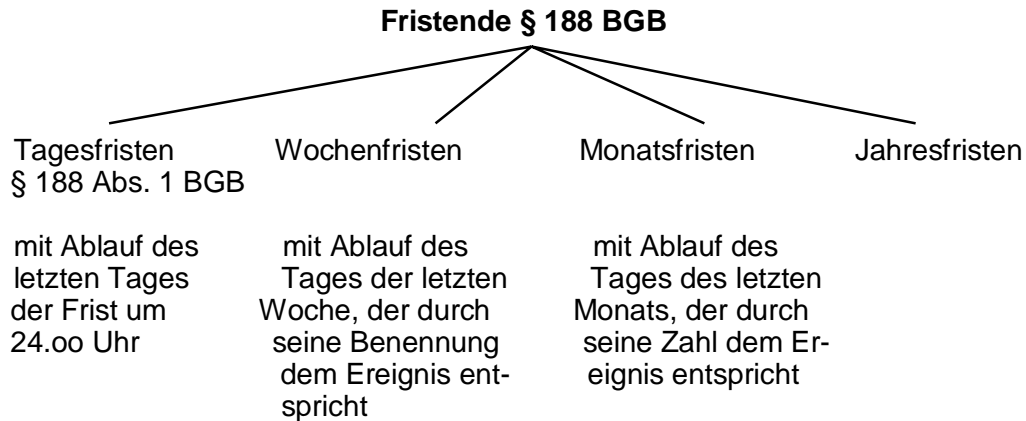 Fristende § 188 BGB
Tagesfristen
§ 188 Abs. 1 BGB
mit Ablauf des
letzten Tages
der Frist um
24.oo Uhr
Wochenfristen
mit Ablauf des
Tages der letzten
Woche, der durch
seine Benennung
dem Ereignis ent-
spricht
Monatsfristen
mit Ablauf des
Tages des letzten
Monats, der durch
seine Zahl dem Er-
eignis entspricht
Jahresfristen